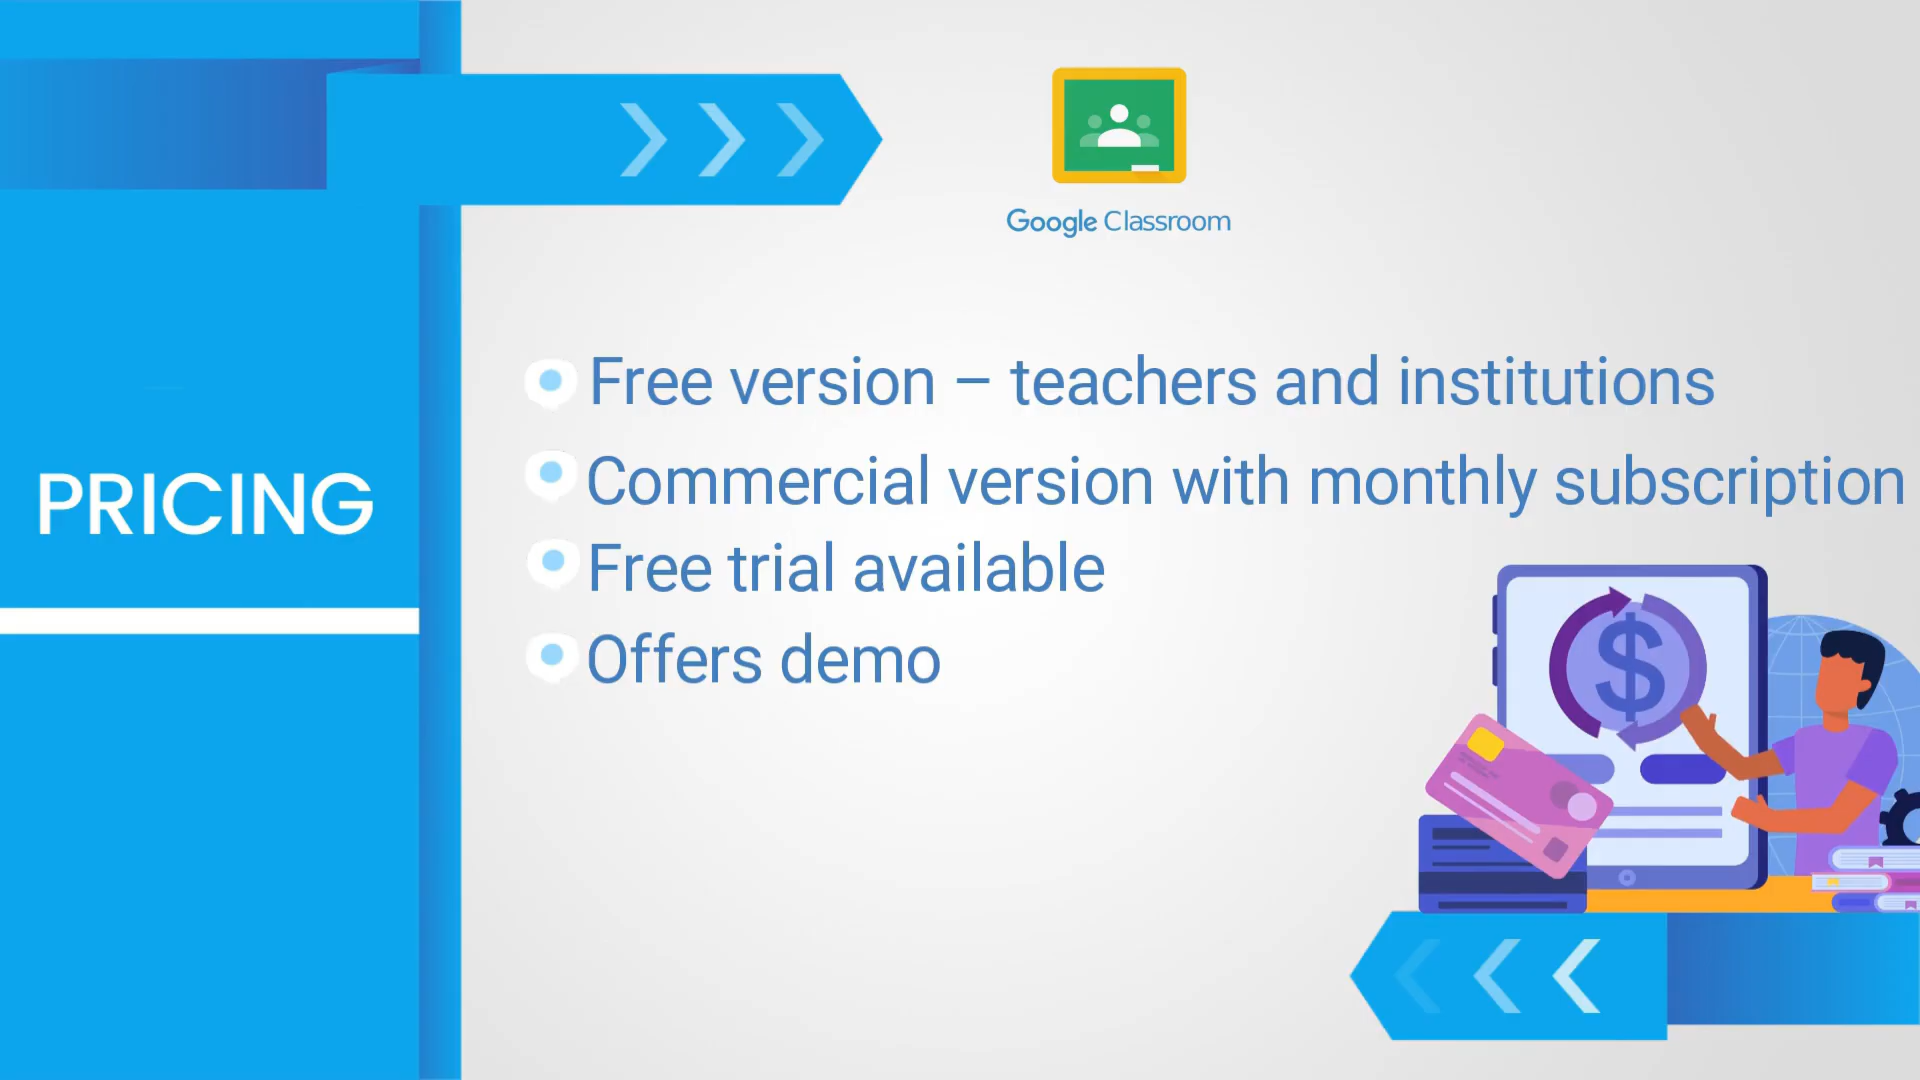 Google Classroom
PRICING
Free version – teachers and institutions
Commercial version with monthly subscription
Free trial available
Offers demo
$